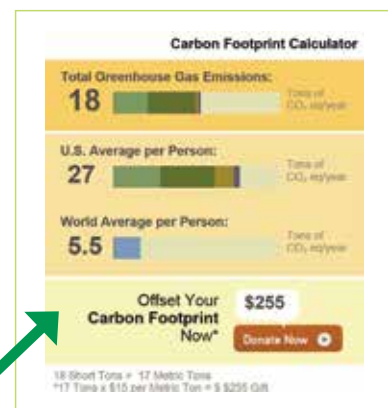 Carbon Footprint Calculator
Total Greenhouse Gas Emissions:
18
Tons of
CO₂ eq/year
U.S. Average per Person:
27
Tons of
CO₂ eq/year
World Average per Person:
5.5
Tons of
CO₂ eq/year
Offset Your $255
Carbon Footprint
Now* Donate Now
18 Short Tons = 17 Metric Tons
*17 Tons x $15 per Metric Ton = $ $255 Gift